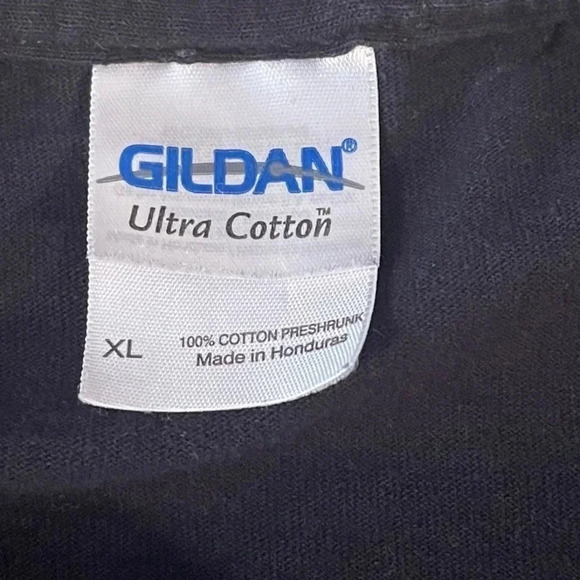 GILDAN®
Ultra Cotton™
XL
100% COTTON PRESHRUNK
Made in Honduras